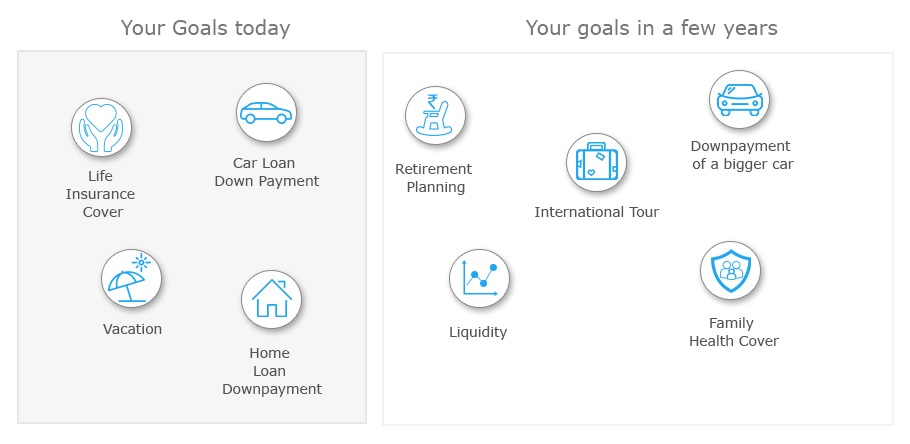 Your Goals today
Life
Insurance
Cover
Car Loan
Down Payment
Vacation
Home
Loan
Downpayment
Your goals in a few years
₹
Retirement
Planning
International Tour
Downpayment
of a bigger car
Liquidity
Family
Health Cover